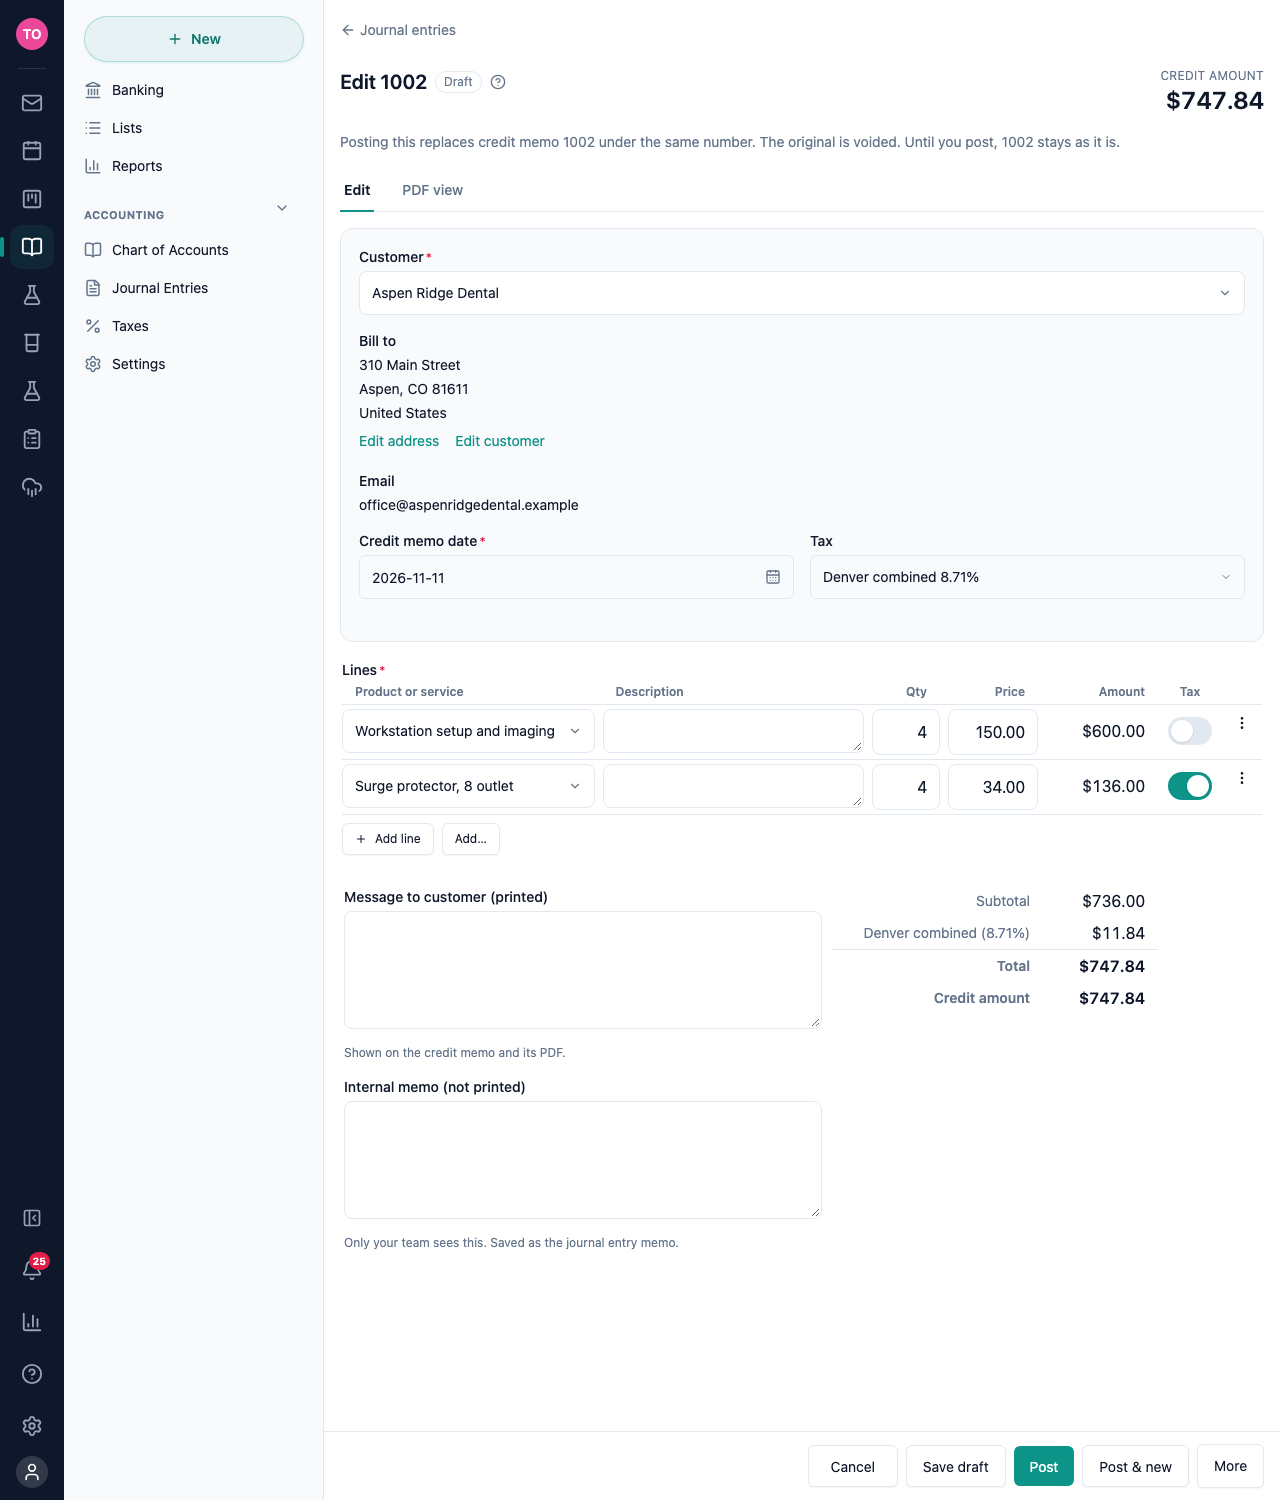 TO
New
Banking
Lists
Reports
ACCOUNTING
Chart of Accounts
Journal Entries
Taxes
Settings
25
Journal entries
Edit 1002 Draft
CREDIT AMOUNT
$747.84
Posting this replaces credit memo 1002 under the same number. The original is voided. Until you post, 1002 stays as it is.
Edit PDF view
Customer*
Aspen Ridge Dental
Bill to
310 Main Street
Aspen, CO 81611
United States
Edit address Edit customer
Email
office@aspenridgedental.example
Credit memo date* Tax
2026-11-11 Denver combined 8.71%
Lines*
Product or service Description Qty Price Amount Tax
Workstation setup and imaging 4 150.00 $600.00
Surge protector, 8 outlet 4 34.00 $136.00
Add line Add...
Message to customer (printed)
Subtotal $736.00
Denver combined (8.71%) $11.84
Total $747.84
Credit amount $747.84
Shown on the credit memo and its PDF.
Internal memo (not printed)
Only your team sees this. Saved as the journal entry memo.
Cancel Save draft Post Post & new More